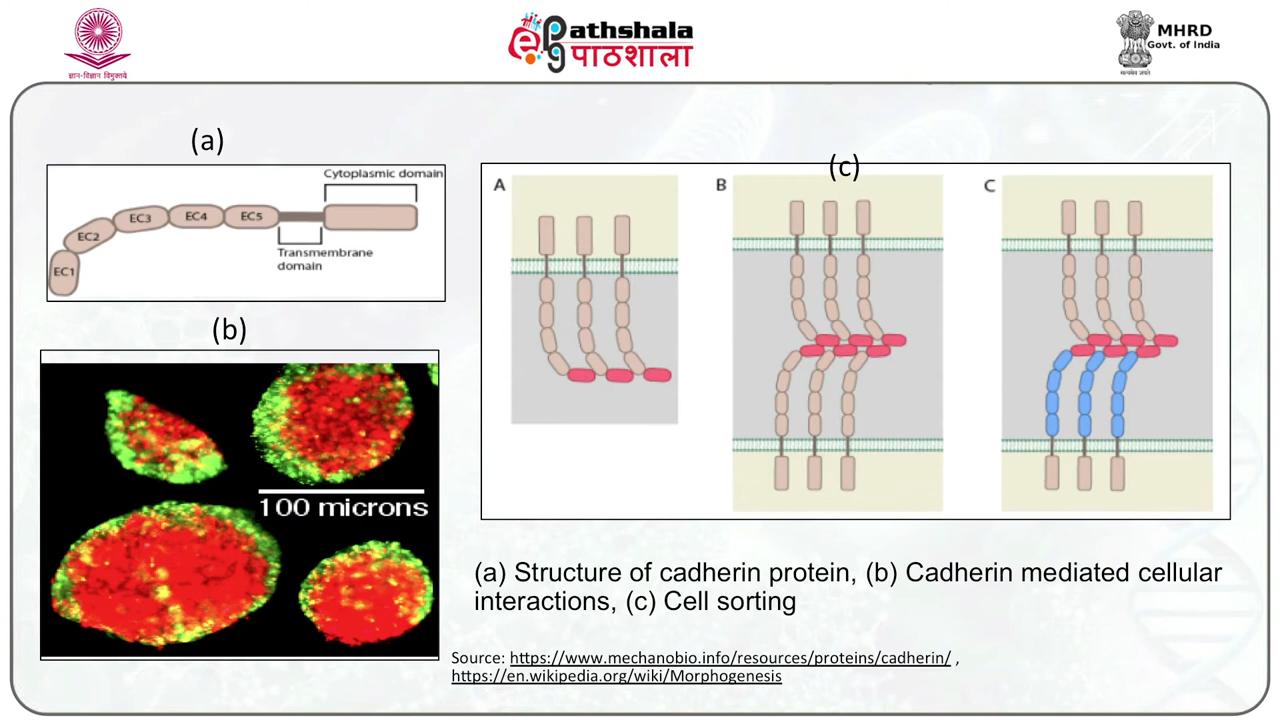 ज्ञान-विज्ञान विमुक्तये
Pathshala
पाठशाला
MHRD
Govt. of India
सत्यमेव जयते
(a)
Cytoplasmic domain
EC1
EC2
EC3
EC4
EC5
Transmembrane
domain
(b)
100 microns
(c)
A
B
C
(a) Structure of cadherin protein, (b) Cadherin mediated cellular
interactions, (c) Cell sorting
Source: https://www.mechanobio.info/resources/proteins/cadherin/ ,
https://en.wikipedia.org/wiki/Morphogenesis